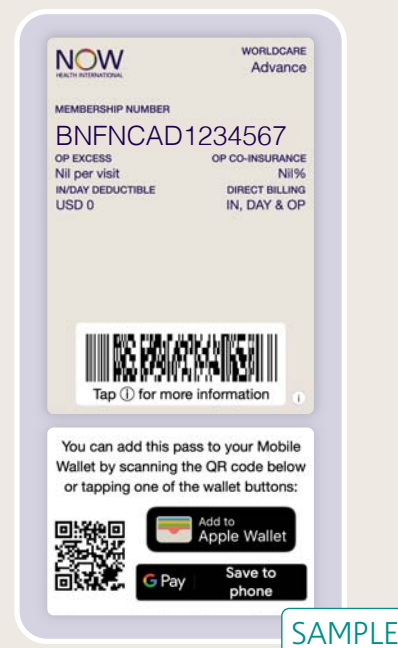 NOW
HEALTH INTERNATIONAL
WORLDCARE
Advance
MEMBERSHIP NUMBER
BNFNCAD1234567
OP EXCESS OP CO-INSURANCE
Nil per visit Nil%
IN/DAY DEDUCTIBLE DIRECT BILLING
USD 0 IN, DAY & OP
Tap ⓘ for more information ⓘ
You can add this pass to your Mobile
Wallet by scanning the QR code below
or tapping one of the wallet buttons:
Add to
Apple Wallet
G Pay
Save to
phone
SAMPLE